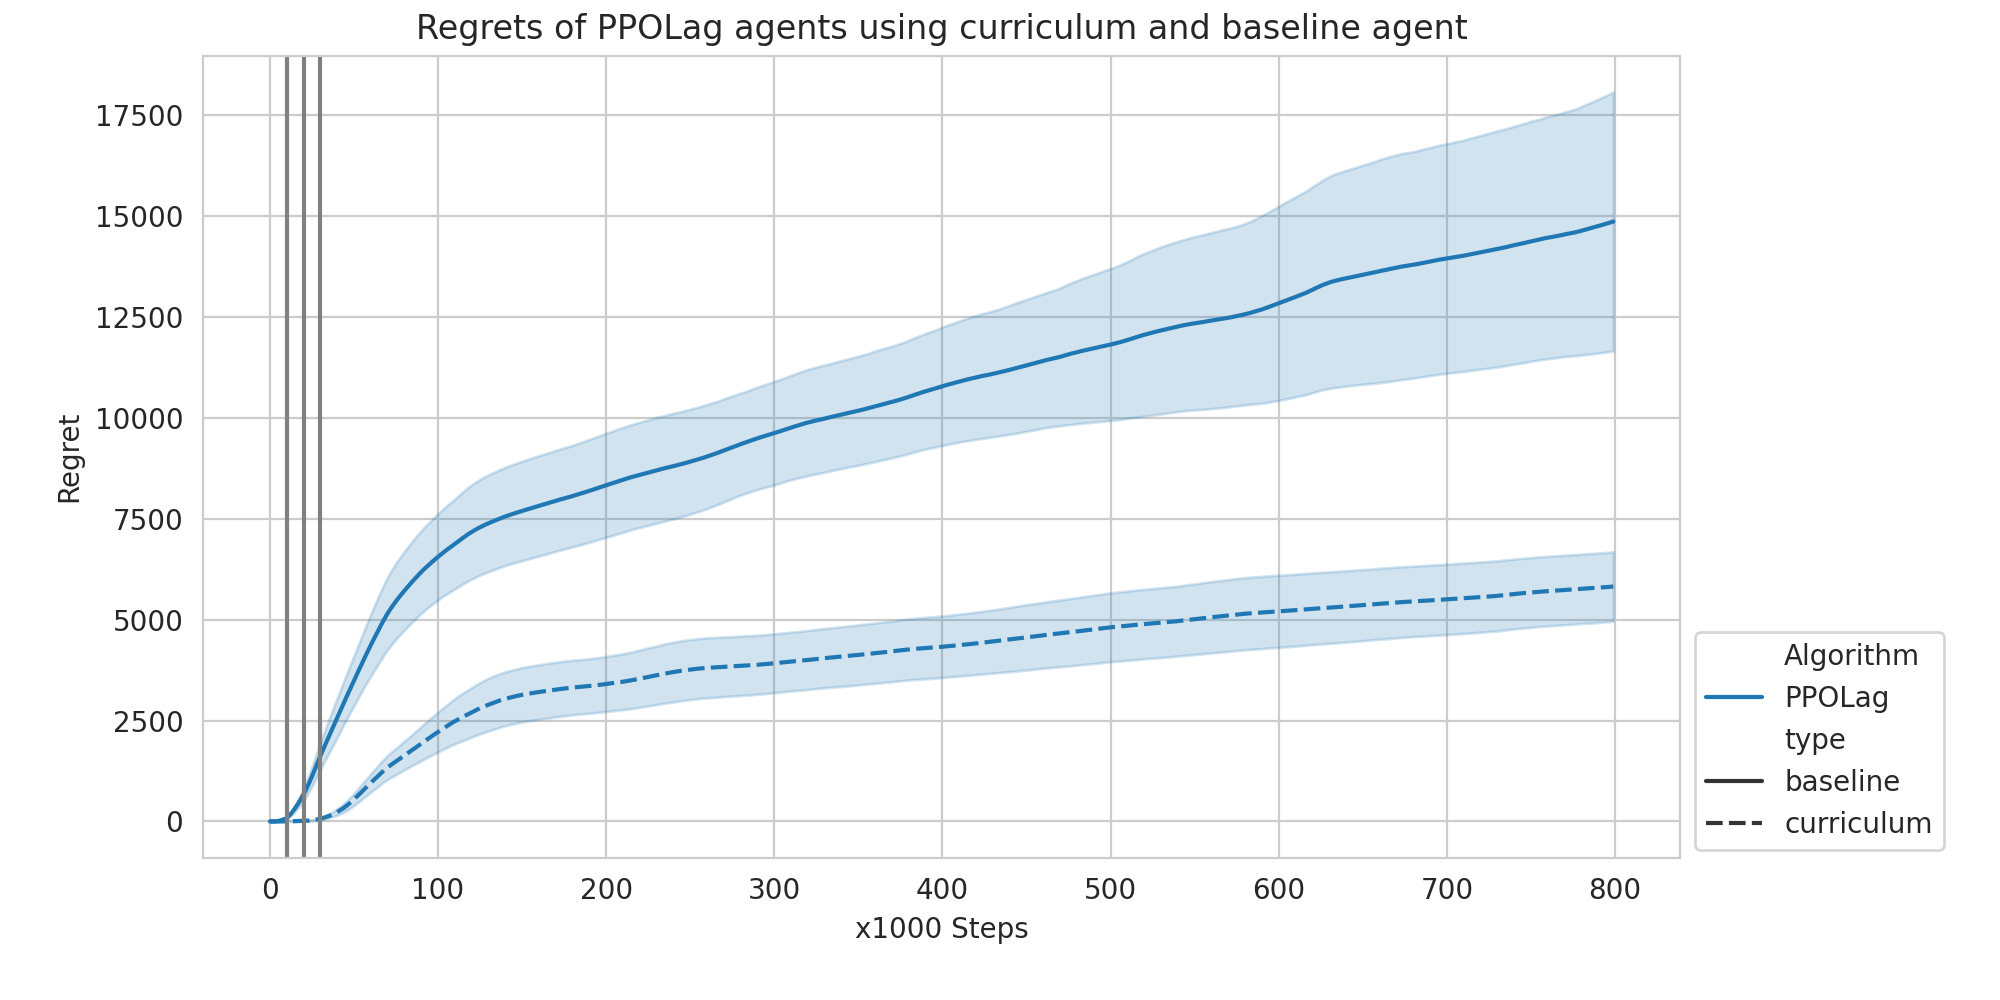 Regrets of PPOLag agents using curriculum and baseline agent
17500
15000
12500
10000
7500
5000
2500
0
Regret
0 100 200 300 400 500 600 700 800
x1000 Steps
Algorithm
PPOLag
type
baseline
curriculum